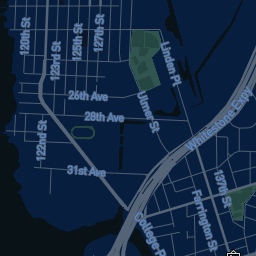 120th St
123rd St
125th St
127th St
Linden Pl
26th Ave
Ulmer St
28th Ave
122nd St
Whitestone Expy
31st Ave
137th St
Farrington St
College P